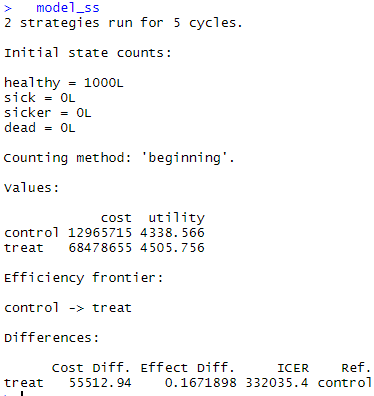 >   model_ss
2 strategies run for 5 cycles.
Initial state counts:
healthy = 1000L
sick = 0L
sicker = 0L
dead = 0L
Counting method: 'beginning'.
Values:
            cost  utility
control 12965715 4338.566
treat   68478655 4505.756
Efficiency frontier:
control -> treat
Differences:
      Cost Diff. Effect Diff.     ICER    Ref.
treat   55512.94    0.1671898 332035.4 control
>